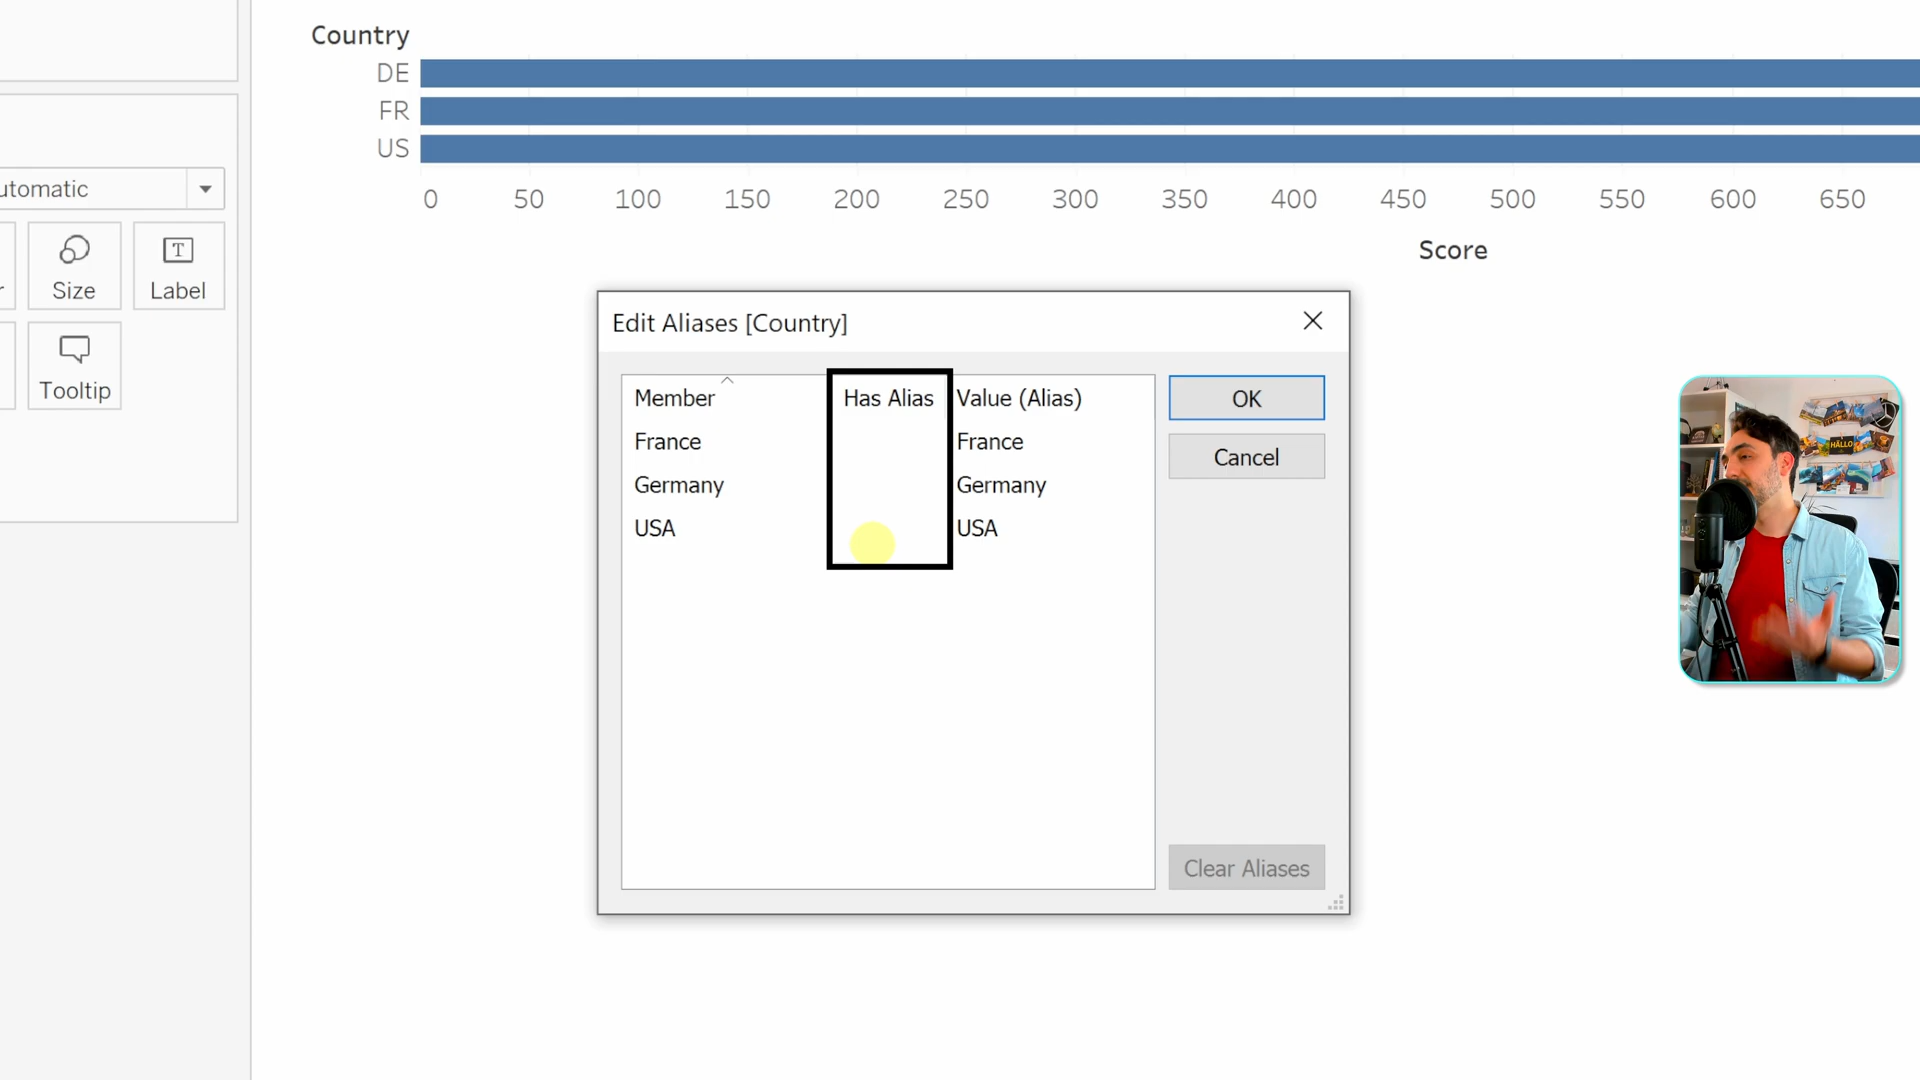 Country
DE
FR
US
0 50 100 150 200 250 300 350 400 450 500 550 600 650
Score
utomatic
Size
Label
Tooltip
Edit Aliases [Country]
Member Has Alias Value (Alias)
France France
Germany Germany
USA USA
OK
Cancel
Clear Aliases
HALLO